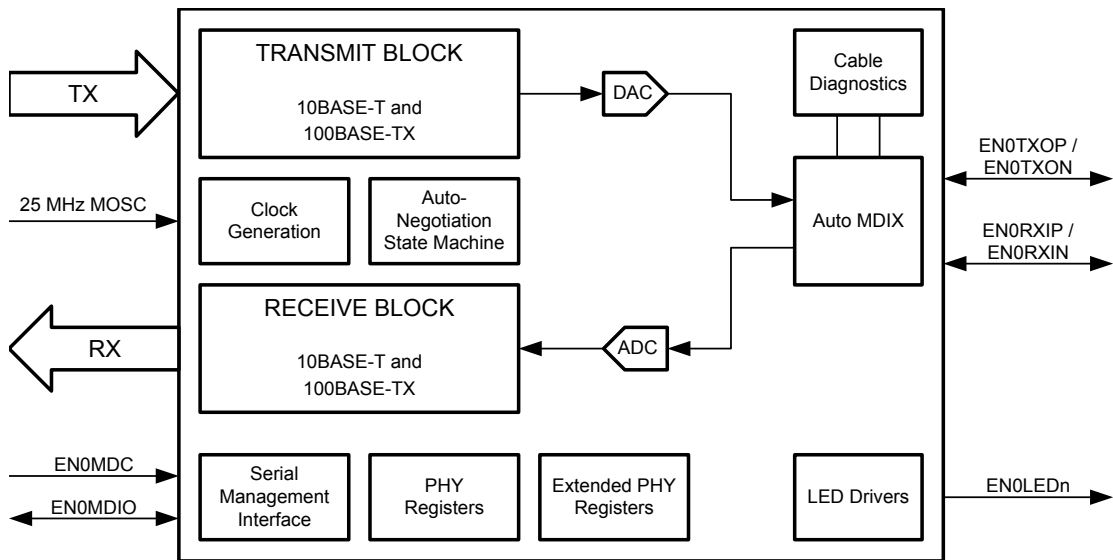 TRANSMIT BLOCK
10BASE-T and
100BASE-TX
TX
DAC
Cable
Diagnostics
EN0TXOP /
EN0TXON
25 MHz MOSC
Clock
Generation
Auto-
Negotiation
State Machine
Auto MDIX
EN0RXIP /
EN0RXIN
RECEIVE BLOCK
10BASE-T and
100BASE-TX
RX
ADC
EN0MDC
EN0MDIO
Serial
Management
Interface
PHY
Registers
Extended PHY
Registers
LED Drivers
EN0LEDn